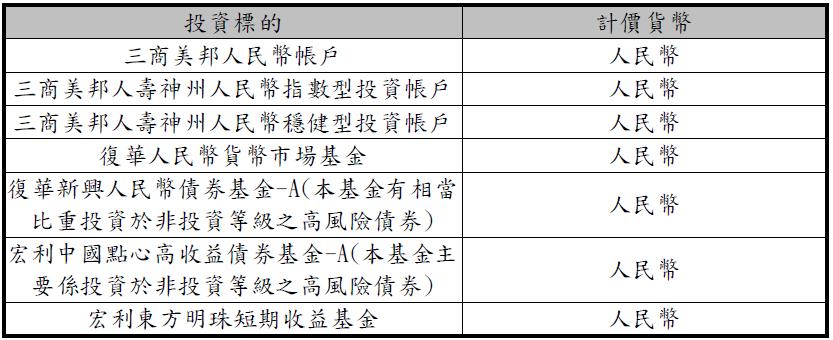 投資標的 計價貨幣
三商美邦人民幣帳戶 人民幣
三商美邦人壽神州人民幣指數型投資帳戶 人民幣
三商美邦人壽神州人民幣穩健型投資帳戶 人民幣
復華人民幣貨幣市場基金 人民幣
復華新興人民幣債券基金-A(本基金有相當
比重投資於非投資等級之高風險債券) 人民幣
宏利中國點心高收益債券基金-A(本基金主
要係投資於非投資等級之高風險債券) 人民幣
宏利東方明珠短期收益基金 人民幣